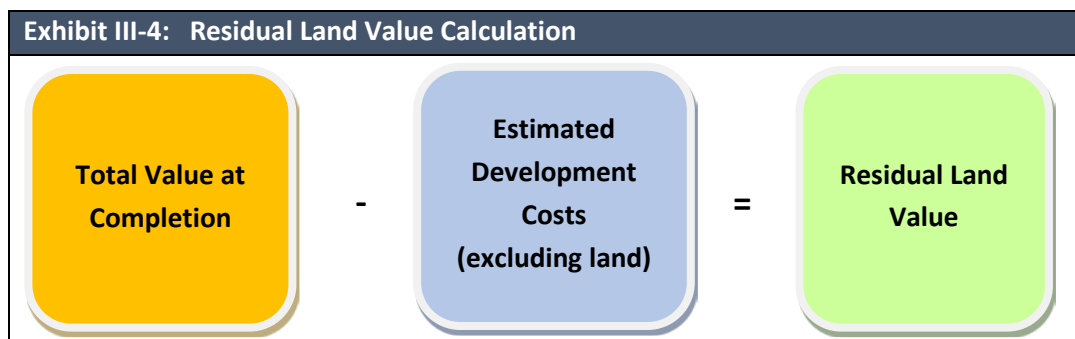 Exhibit III-4: Residual Land Value Calculation
Total Value at
Completion
-
Estimated
Development
Costs
(excluding land)
=
Residual Land
Value